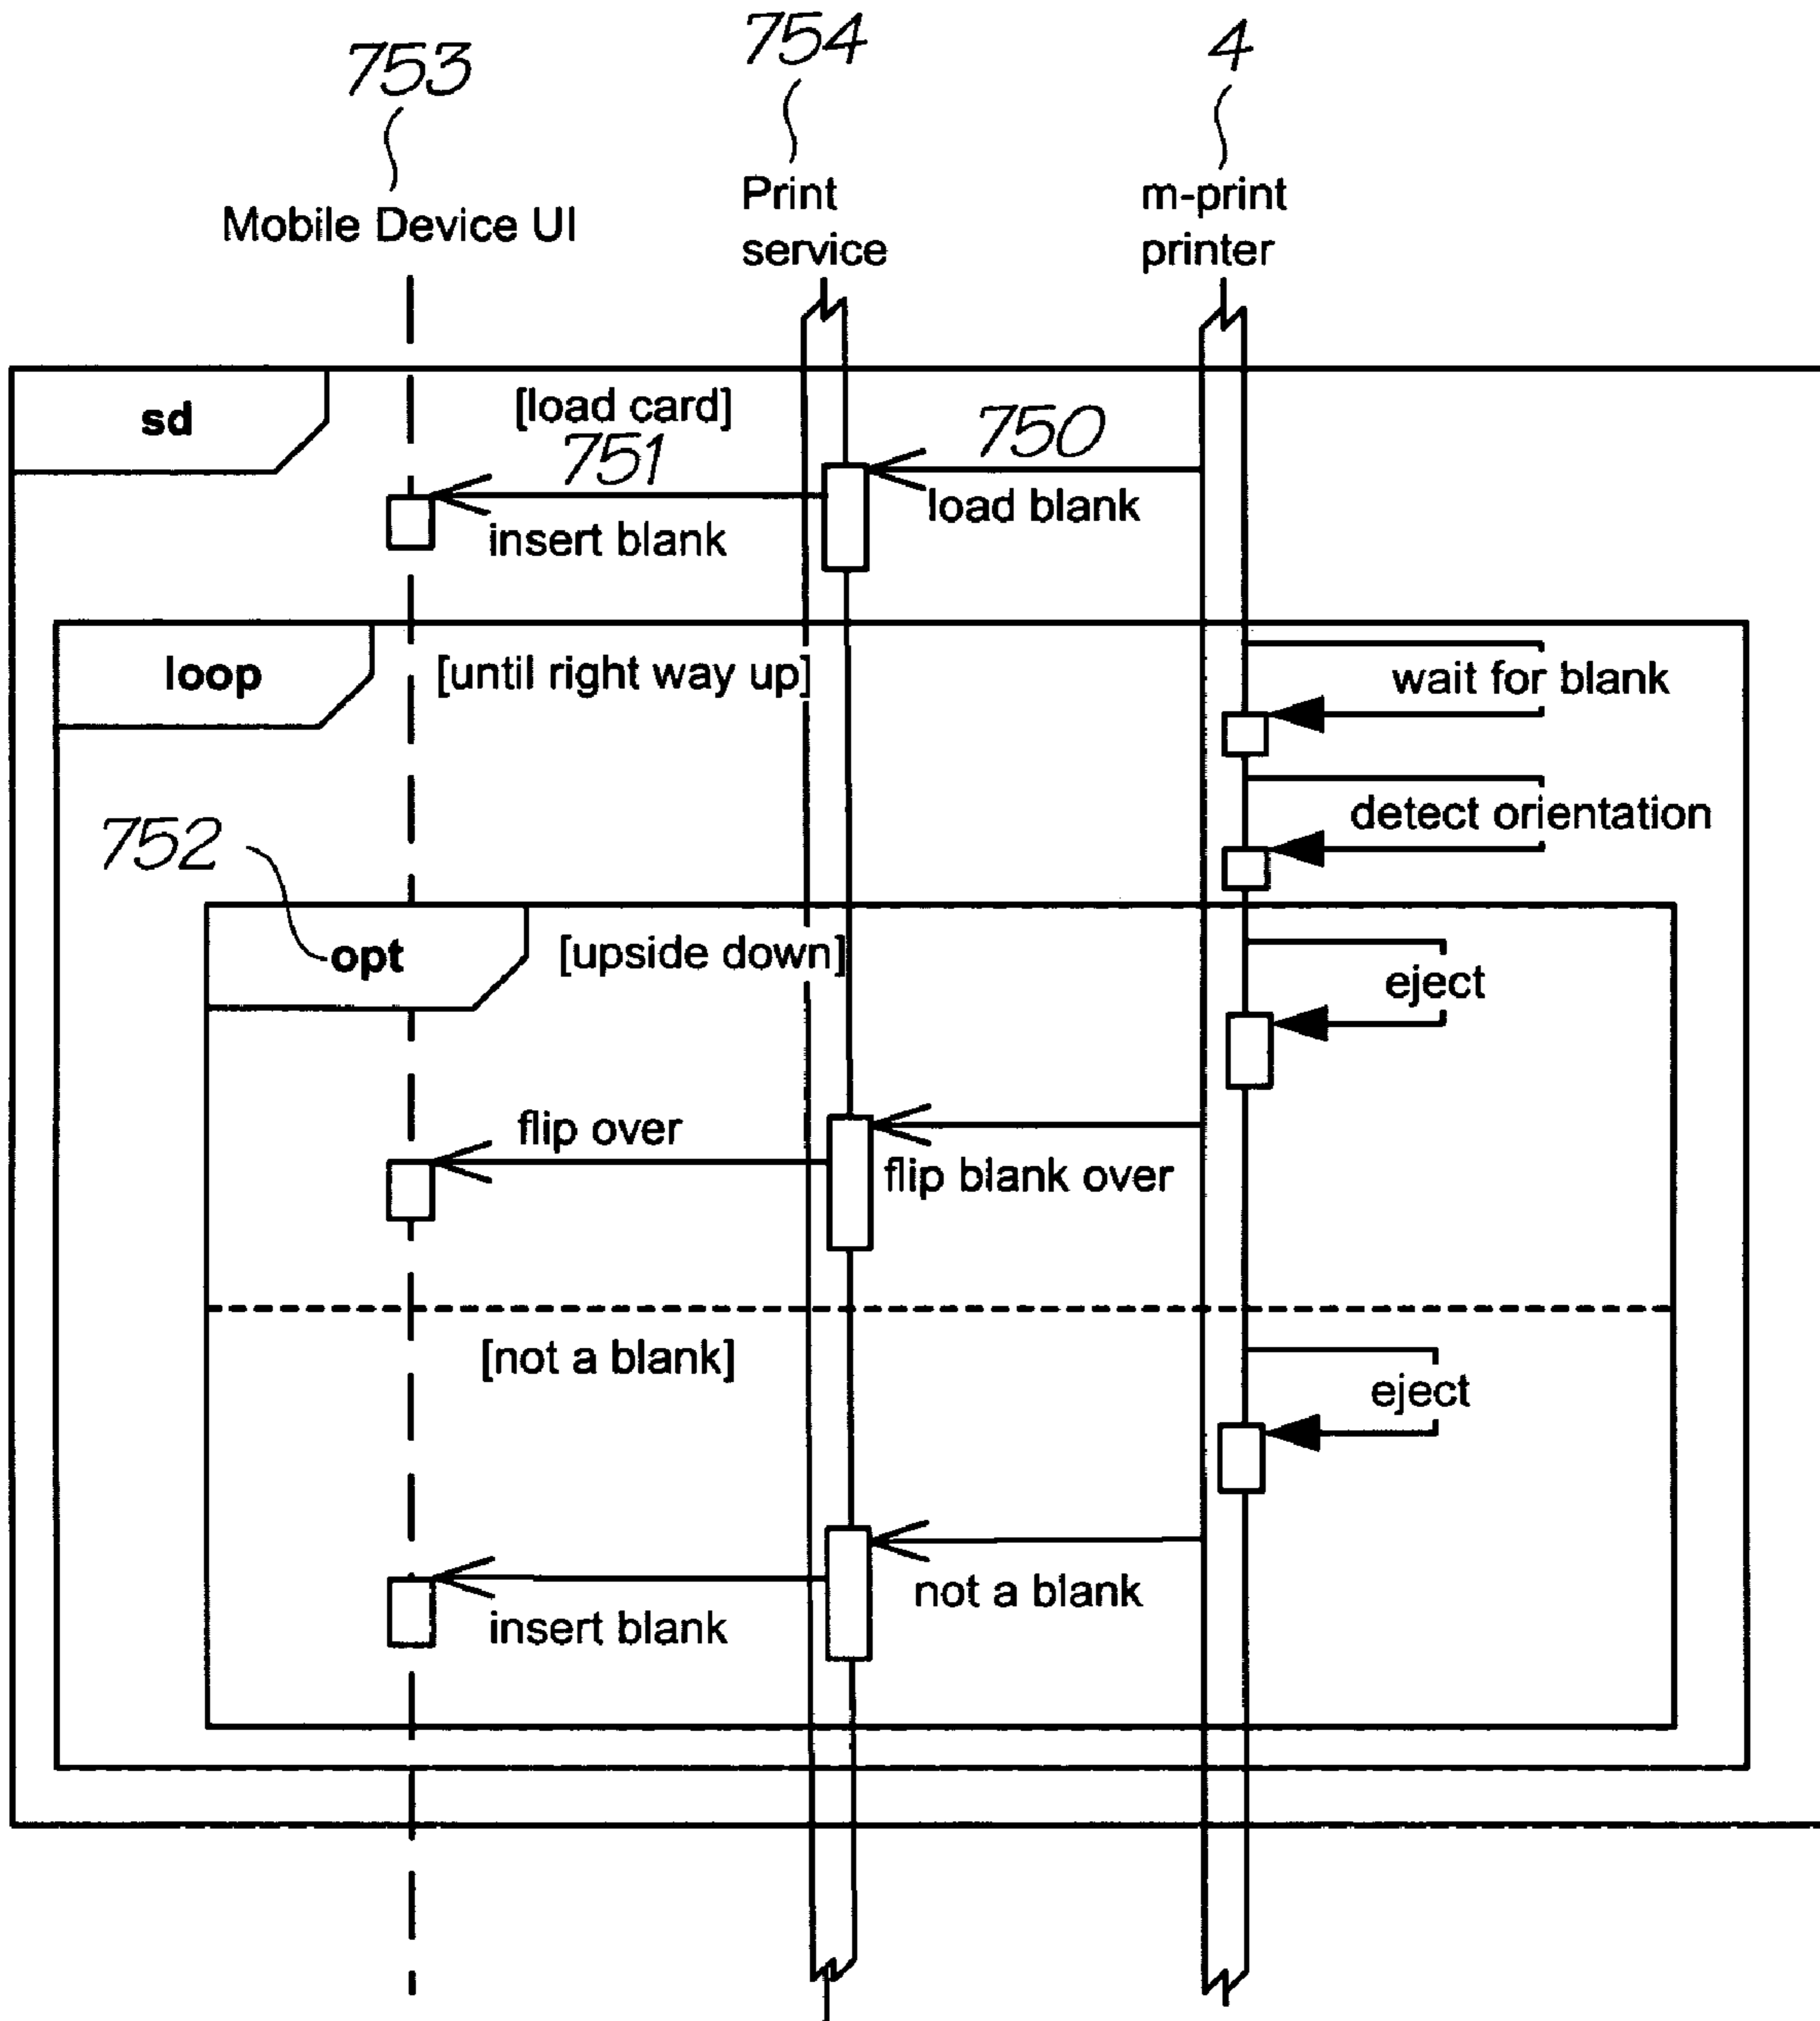 753
754
4
Mobile Device UI
Print
service
m-print
printer
sd
[load card]
751
750
insert blank
load blank
loop
[until right way up]
wait for blank
detect orientation
752
opt
[upside down]
eject
flip over
flip blank over
[not a blank]
eject
not a blank
insert blank